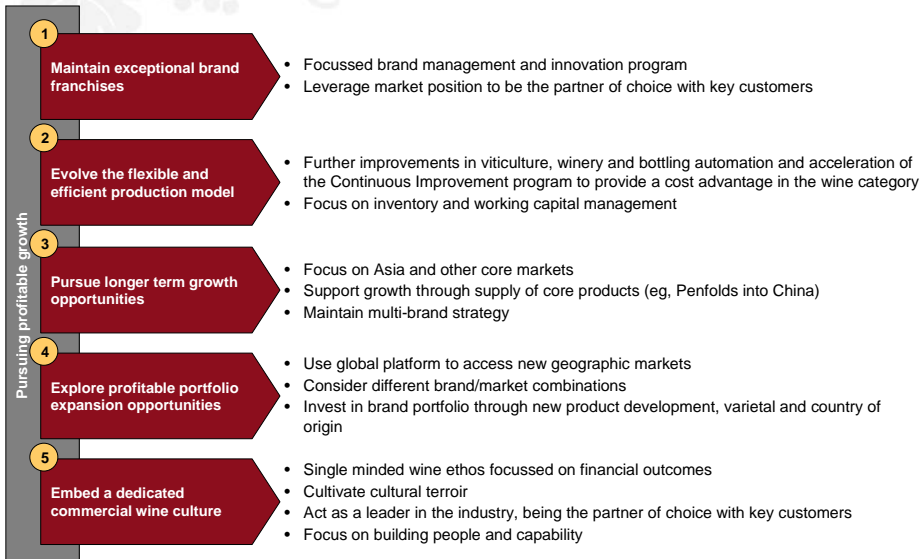 Pursuing profitable growth
1
Maintain exceptional brand
franchises
• Focussed brand management and innovation program
• Leverage market position to be the partner of choice with key customers
2
Evolve the flexible and
efficient production model
• Further improvements in viticulture, winery and bottling automation and acceleration of
the Continuous Improvement program to provide a cost advantage in the wine category
• Focus on inventory and working capital management
3
Pursue longer term growth
opportunities
• Focus on Asia and other core markets
• Support growth through supply of core products (eg, Penfolds into China)
• Maintain multi-brand strategy
4
Explore profitable portfolio
expansion opportunities
• Use global platform to access new geographic markets
• Consider different brand/market combinations
• Invest in brand portfolio through new product development, varietal and country of
origin
5
Embed a dedicated
commercial wine culture
• Single minded wine ethos focussed on financial outcomes
• Cultivate cultural terroir
• Act as a leader in the industry, being the partner of choice with key customers
• Focus on building people and capability